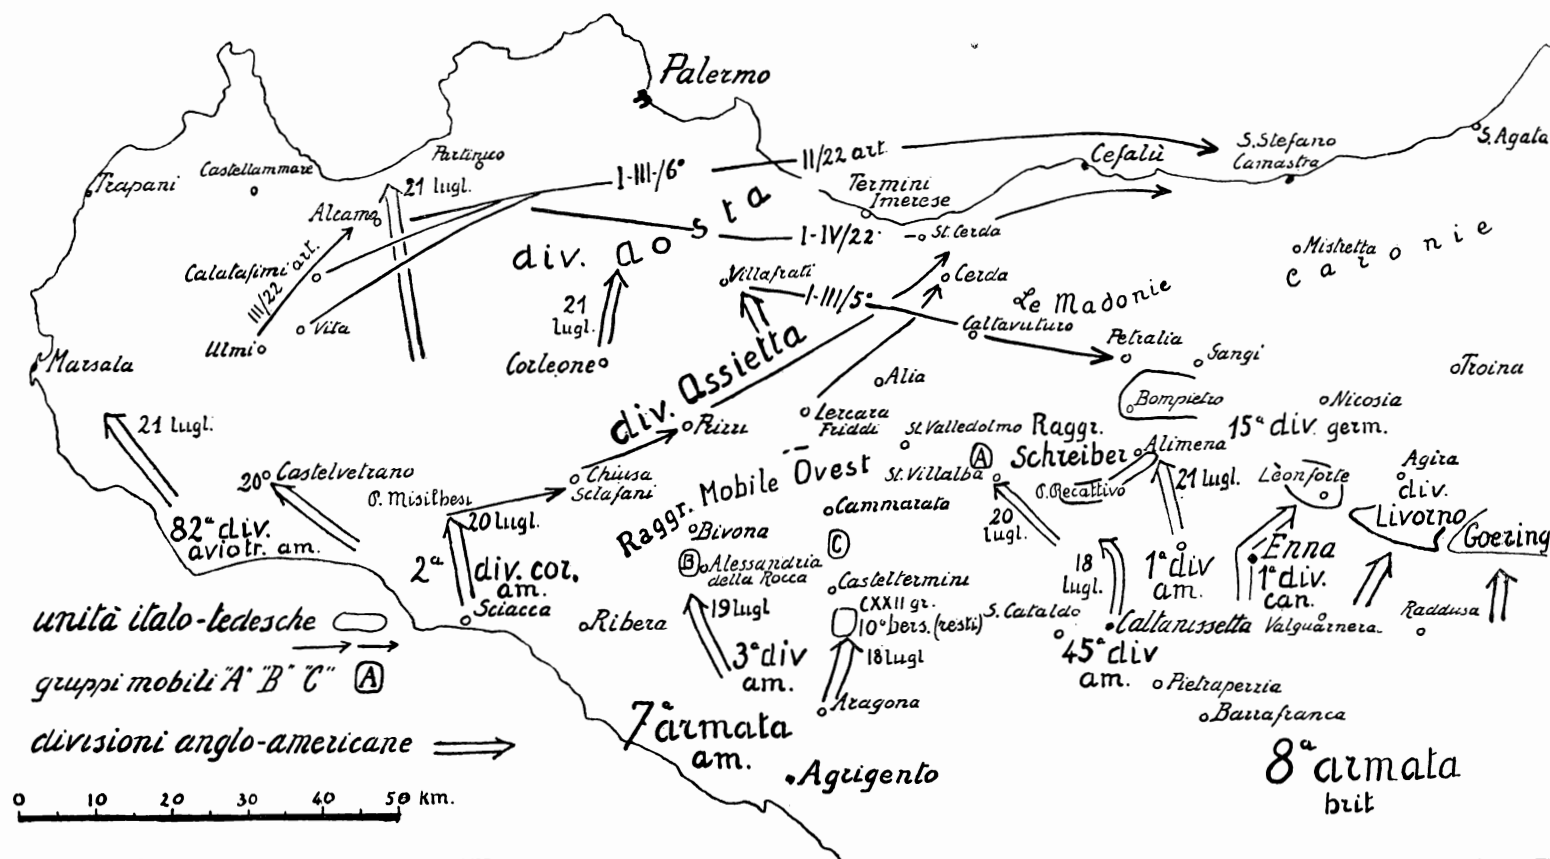 Palermo
S. Agata
S. Stefano
Camastra
Cefalù
II/22 art.
Partinico
I-III/6°
Castellammare
Trapani
21 lugl.
Termini
Imerese
Alcamo
div. Aosta
I-IV/22°
St. Cerda
Mistretta
Caronie
Calatafimi
III/22 art.
Villafrati
Cerda
Le Madonie
21
lugl.
I-III/5°
Vita
Ulmi
Caltavuturo
Petralia
Gangi
Marsala
Corleone
Troina
div. Assietta
Alia
Bompietro
Nicosia
Lercara
Friddi
21 lugl.
Prizzi
St. Valledolmo
Raggr.
Schreiber
15ª div. germ.
Alimena
Raggr. Mobile Ovest
St. Villalba
A
20° Castelvetrano
P. Misilbesi
Chiusa
Sclafani
P. Recattivo
21 lugl.
Leonforte
Agira
div.
Livorno
Goering
Cammarata
20 lugl.
20
lugl.
82ª div.
aviotr. am.
Bivona
C
B
Alessandria
della Rocca
2ª div. cor.
am.
18
lugl.
1ª div
am.
Enna
1ª div.
can.
Casteltermini
CXXII gr.
10° bers. (resti)
19 lugl
Sciacca
Ribera
S. Cataldo
Caltanissetta
Valguarnera
Raddusa
unità italo-tedesche
18 lugl
3ª div
am.
45ª div
am.
gruppi mobili "A" "B" "C" A
Pietraperzia
Aragona
Barrafranca
divisioni anglo-americane
7ª armata
am.
8ª armata
brit
Agrigento
0 10 20 30 40 50 km.